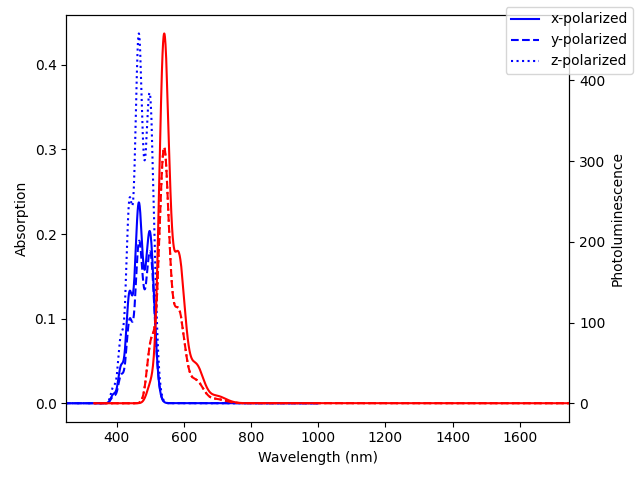 x-polarized
y-polarized
z-polarized
0.4
0.3
0.2
0.1
0.0
Absorption
400
300
200
100
0
Photoluminescence
400 600 800 1000 1200 1400 1600
Wavelength (nm)